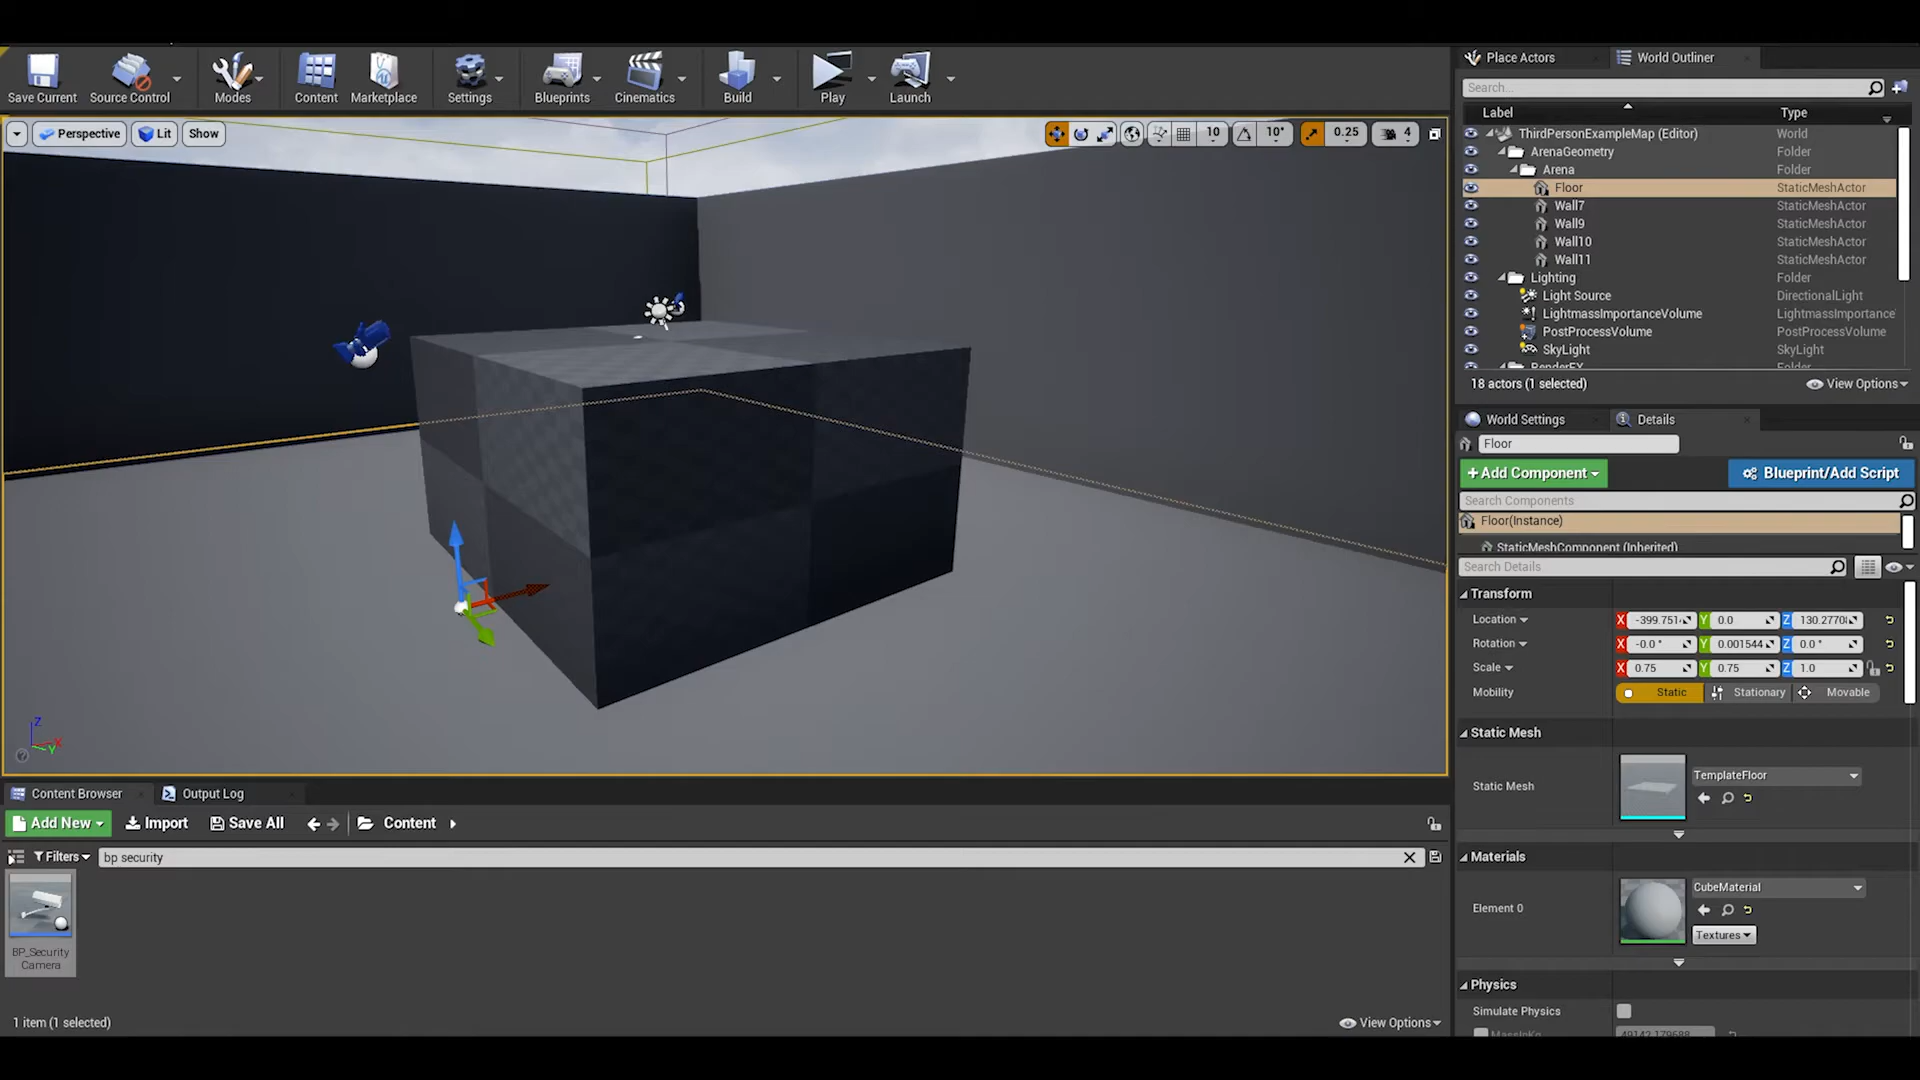 Save Current
Source Control
Modes
Content
Marketplace
Settings
Blueprints
Cinematics
Build
Play
Launch
Perspective
Lit
Show
10
10°
0.25
4
Place Actors
World Outliner
Search...
Label
Type
ThirdPersonExampleMap (Editor)
World
ArenaGeometry
Folder
Arena
Folder
Floor
StaticMeshActor
Wall7
StaticMeshActor
Wall9
StaticMeshActor
Wall10
StaticMeshActor
Wall11
StaticMeshActor
Lighting
Folder
Light Source
DirectionalLight
LightmassImportanceVolume
LightmassImportance
PostProcessVolume
PostProcessVolume
SkyLight
SkyLight
RenderFX
Folder
18 actors (1 selected)
View Options
World Settings
Details
Floor
+Add Component
Blueprint/Add Script
Search Components
Floor(Instance)
StaticMeshComponent (Inherited)
Search Details
Transform
Location
X -399.751
Y 0.0
Z 130.2770
Rotation
X -0.0 °
Y 0.001544
Z 0.0 °
Scale
X 0.75
Y 0.75
Z 1.0
Mobility
Static
Stationary
Movable
Static Mesh
Static Mesh
TemplateFloor
Materials
Element 0
CubeMaterial
Textures
Physics
Simulate Physics
MassInKg
49142.179688
Z
X
Y
Content Browser
Output Log
Add New
Import
Save All
Content
Filters
bp security
BP_Security
Camera
1 item (1 selected)
View Options